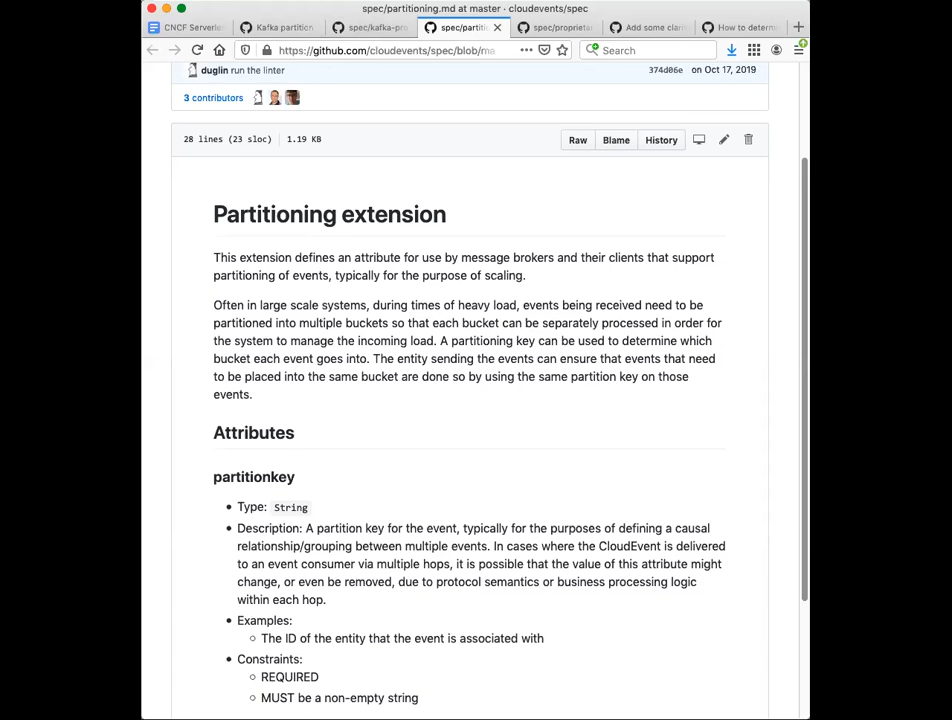 spec/partitioning.md at master · cloudevents/spec
CNCF Serverles
Kafka partition
spec/kafka-pro
spec/partiti
spec/proprietar
Add some clari
How to determ
https://github.com/cloudevents/spec/blob/ma
Search
duglin run the linter
374d06e on Oct 17, 2019
3 contributors
28 lines (23 sloc) 1.19 KB
Raw Blame History
Partitioning extension
This extension defines an attribute for use by message brokers and their clients that support
partitioning of events, typically for the purpose of scaling.
Often in large scale systems, during times of heavy load, events being received need to be
partitioned into multiple buckets so that each bucket can be separately processed in order for
the system to manage the incoming load. A partitioning key can be used to determine which
bucket each event goes into. The entity sending the events can ensure that events that need
to be placed into the same bucket are done so by using the same partition key on those
events.
Attributes
partitionkey
Type: String
Description: A partition key for the event, typically for the purposes of defining a causal
relationship/grouping between multiple events. In cases where the CloudEvent is delivered
to an event consumer via multiple hops, it is possible that the value of this attribute might
change, or even be removed, due to protocol semantics or business processing logic
within each hop.
Examples:
The ID of the entity that the event is associated with
Constraints:
REQUIRED
MUST be a non-empty string